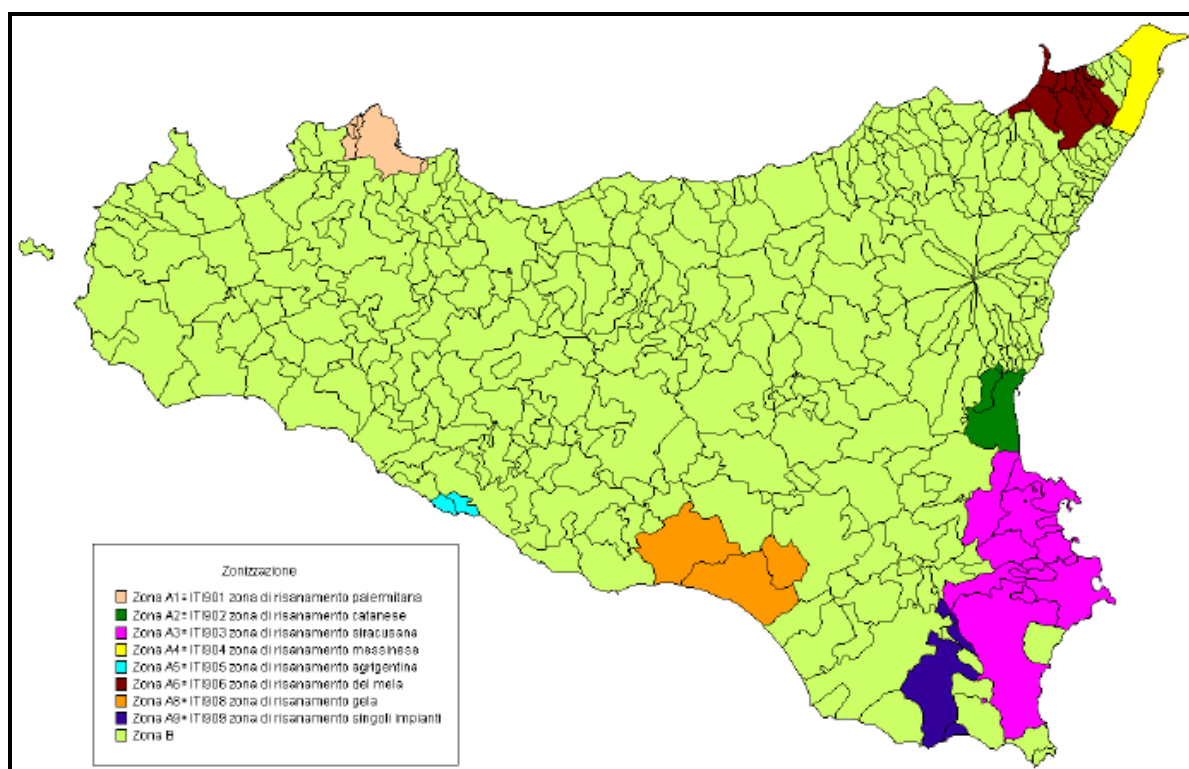 Zonizzazione
Zona A1= IT1901 zona di risanamento palermitana
Zona A2= IT1902 zona di risanamento catanese
Zona A3= IT1903 zona di risanamento siracusana
Zona A4= IT1904 zona di risanamento messinese
Zona A5= IT1905 zona di risanamento agrigentina
Zona A6= IT1906 zona di risanamento del mela
Zona A8= IT1908 zona di risanamento gela
Zona A9= IT1909 zona di risanamento singoli impianti
Zona B